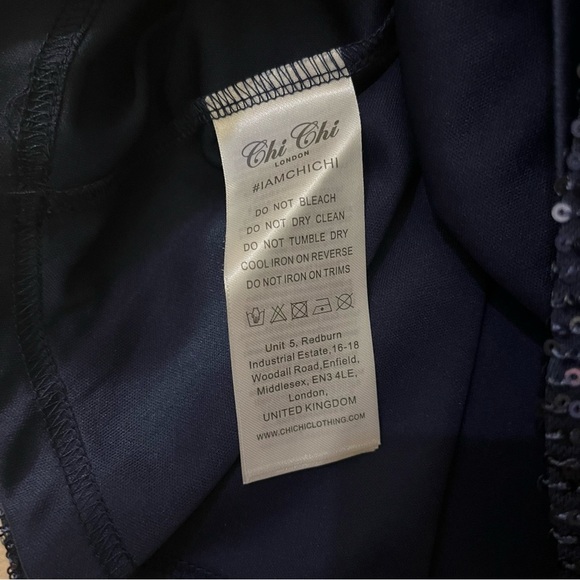 Chi Chi
LONDON
#IAMCHICHI
DO NOT BLEACH
DO NOT DRY CLEAN
DO NOT TUMBLE DRY
COOL IRON ON REVERSE
DO NOT IRON ON TRIMS
Unit 5, Redburn
Industrial Estate,16-18
Woodall Road,Enfield,
Middlesex, EN3 4LE,
London,
UNITED KINGDOM
WWW.CHICHICLOTHING.COM